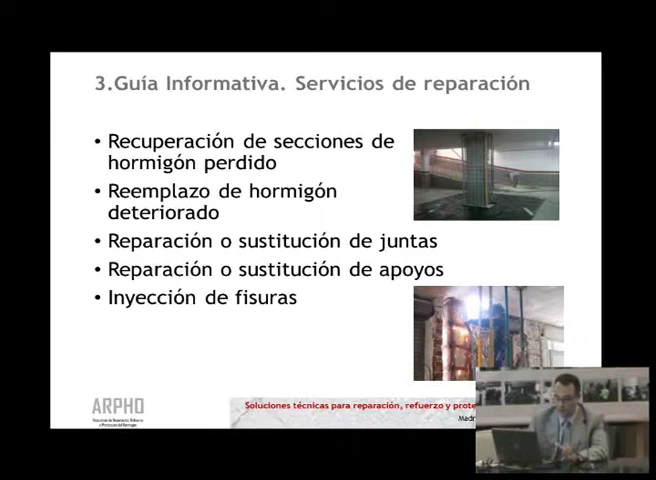 3.Guía Informativa. Servicios de reparación
• Recuperación de secciones de
hormigón perdido
• Reemplazo de hormigón
deteriorado
• Reparación o sustitución de juntas
• Reparación o sustitución de apoyos
• Inyección de fisuras
ARPHO
Soluciones técnicas para reparación, refuerzo y prote
Madr